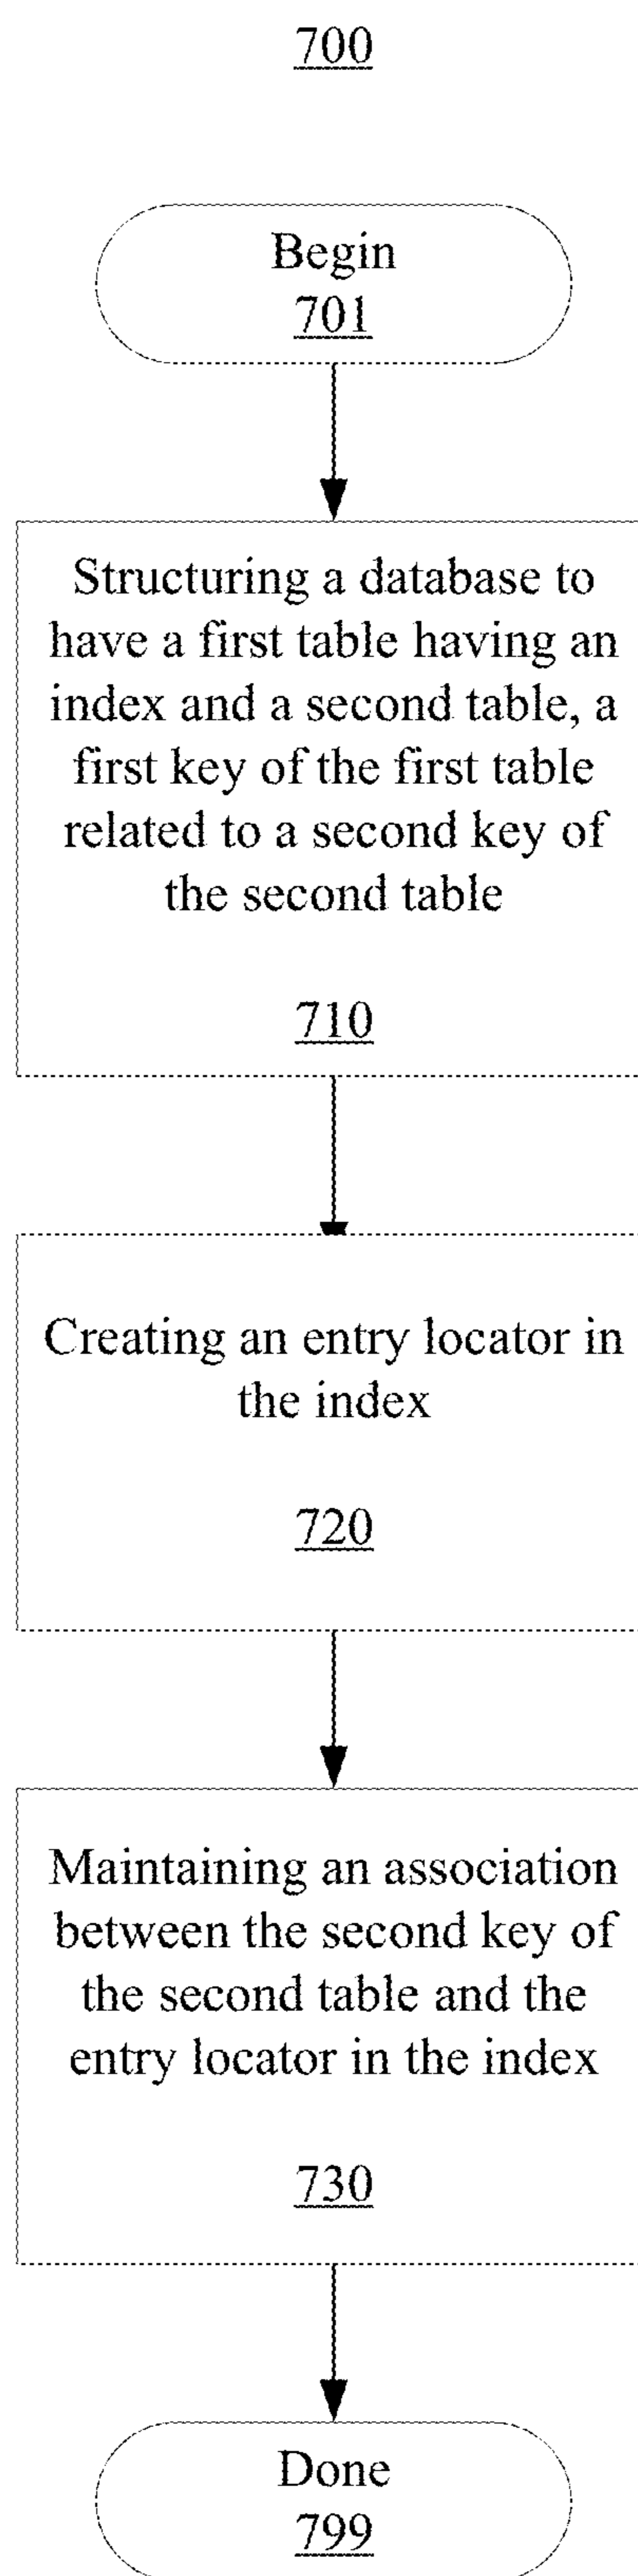 700
Begin
701
Structuring a database to
have a first table having an
index and a second table, a
first key of the first table
related to a second key of
the second table
710
Creating an entry locator in
the index
720
Maintaining an association
between the second key of
the second table and the
entry locator in the index
730
Done
799